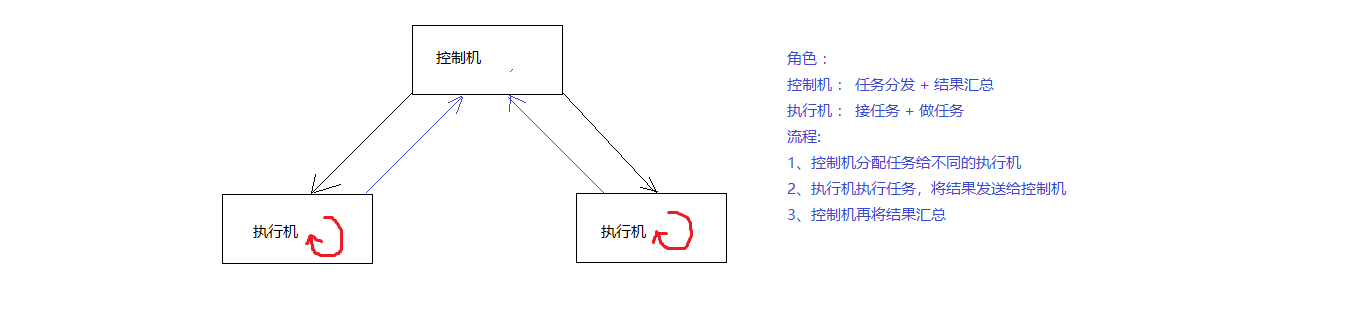 控制机
执行机
执行机
角色：
控制机： 任务分发 + 结果汇总
执行机： 接任务 + 做任务
流程:
1、控制机分配任务给不同的执行机
2、执行机执行任务，将结果发送给控制机
3、控制机再将结果汇总